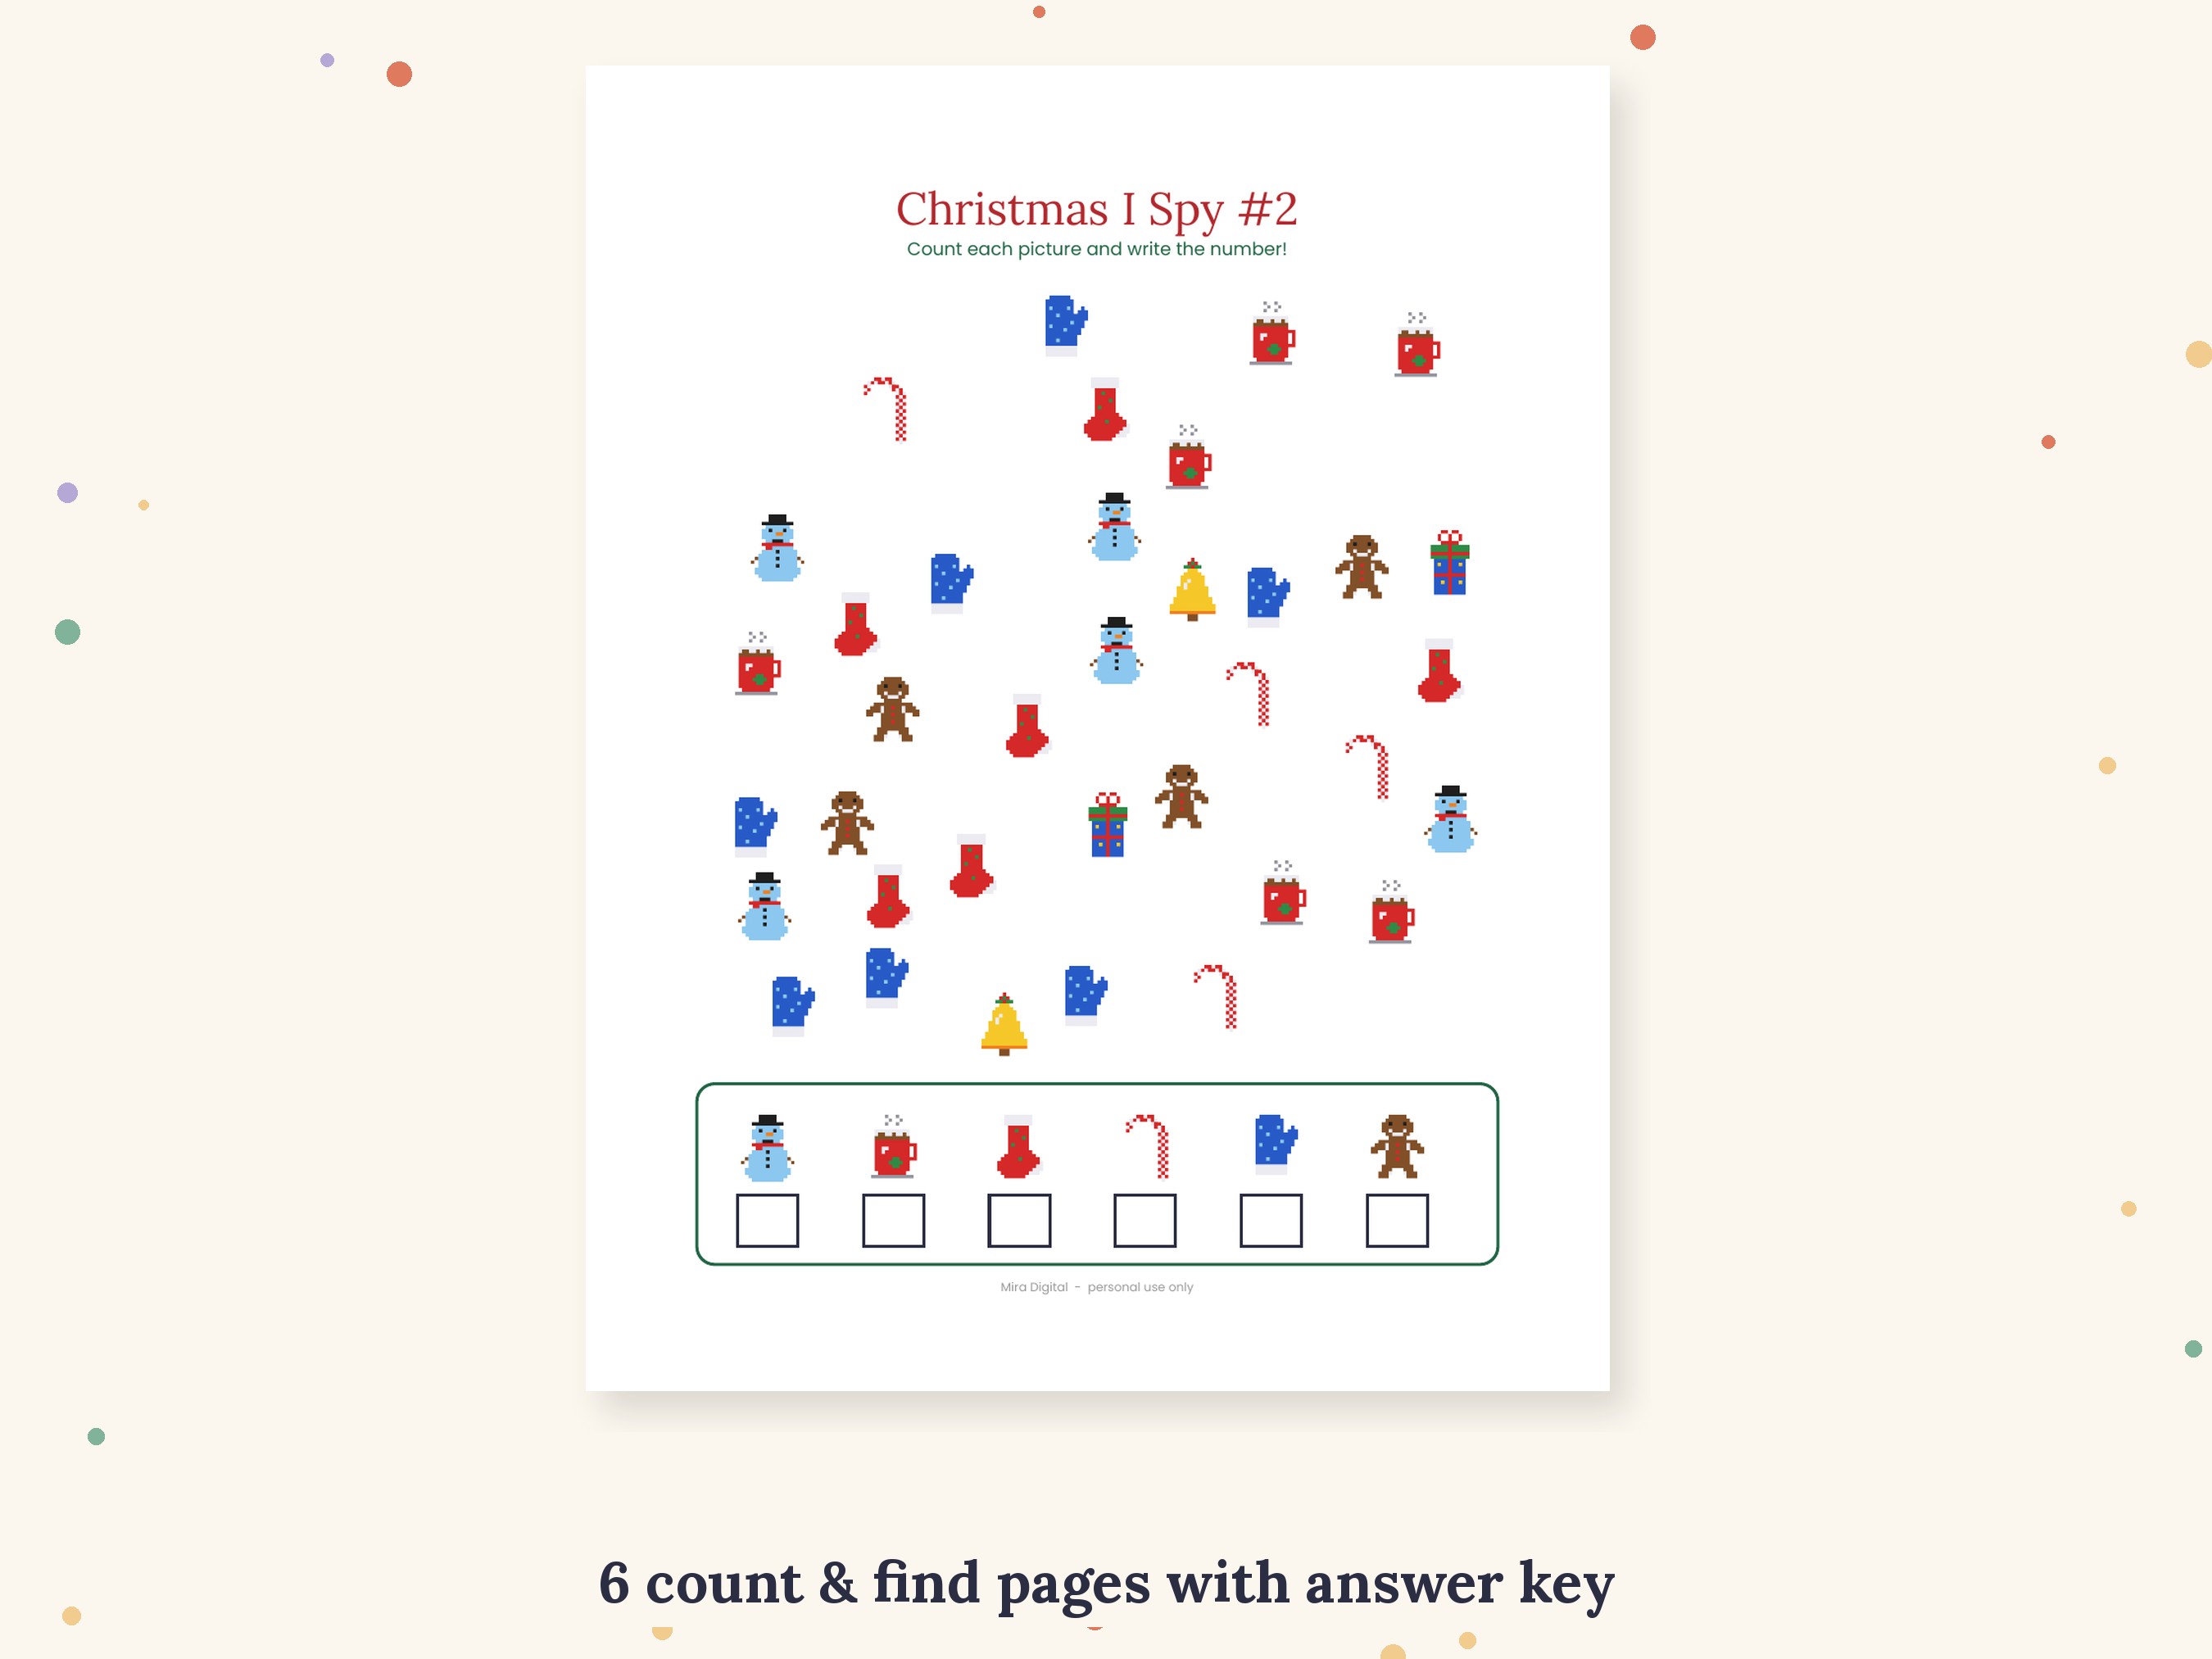 Christmas I Spy #2
Count each picture and write the number!
Mira Digital - personal use only
6 count & find pages with answer key